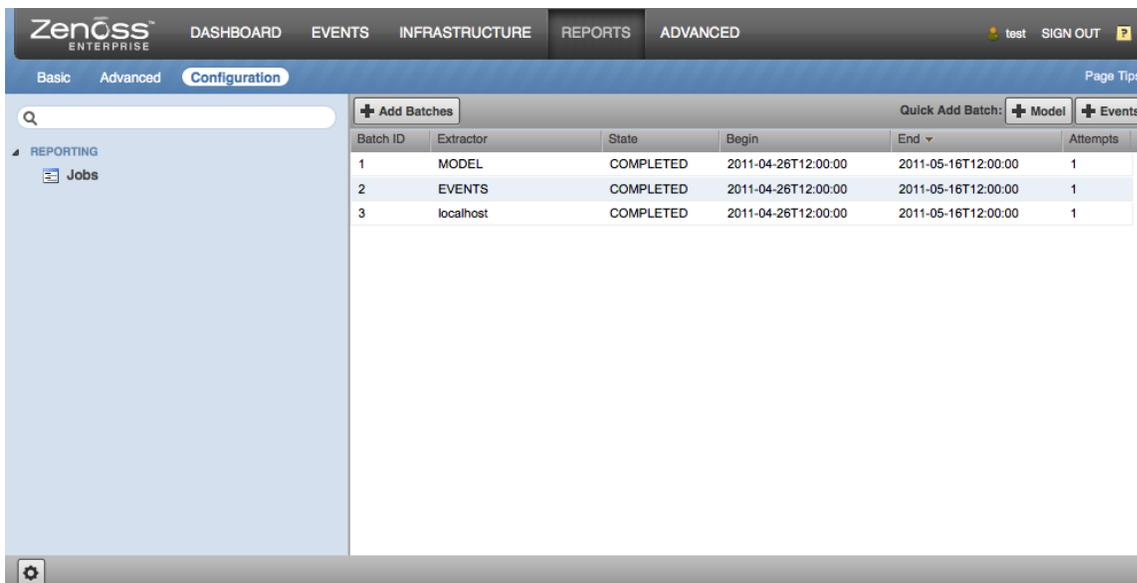 Zenoss™
ENTERPRISE
DASHBOARD EVENTS INFRASTRUCTURE REPORTS ADVANCED test SIGN OUT ?
Basic Advanced Configuration Page Tips
Add Batches Quick Add Batch: Model Events
REPORTING
Jobs
Batch ID Extractor State Begin End Attempts
1 MODEL COMPLETED 2011-04-26T12:00:00 2011-05-16T12:00:00 1
2 EVENTS COMPLETED 2011-04-26T12:00:00 2011-05-16T12:00:00 1
3 localhost COMPLETED 2011-04-26T12:00:00 2011-05-16T12:00:00 1